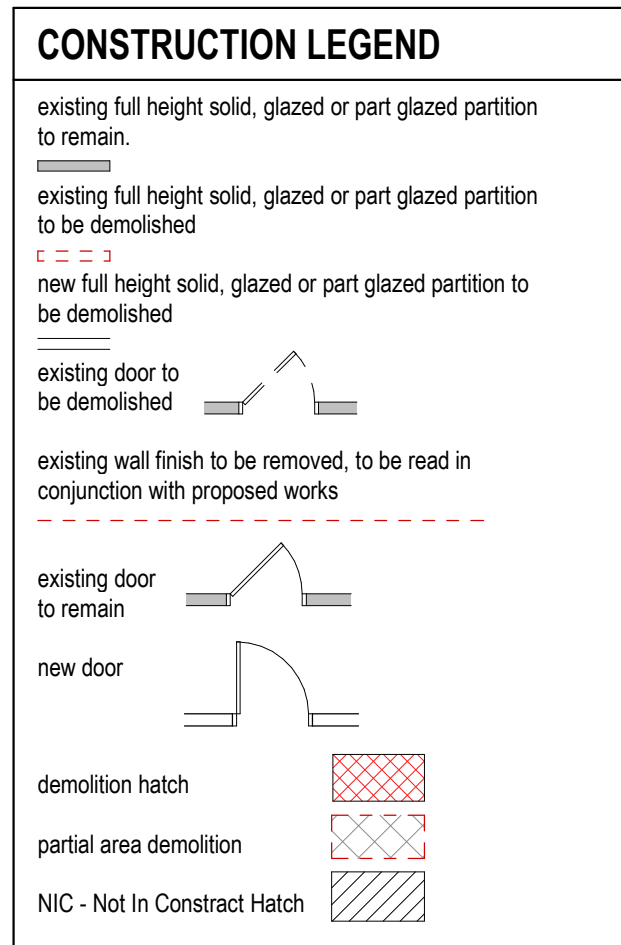 CONSTRUCTION LEGEND
existing full height solid, glazed or part glazed partition
to remain.
existing full height solid, glazed or part glazed partition
to be demolished
new full height solid, glazed or part glazed partition to
be demolished
existing door to
be demolished
existing wall finish to be removed, to be read in
conjunction with proposed works
existing door
to remain
new door
demolition hatch
partial area demolition
NIC - Not In Constract Hatch